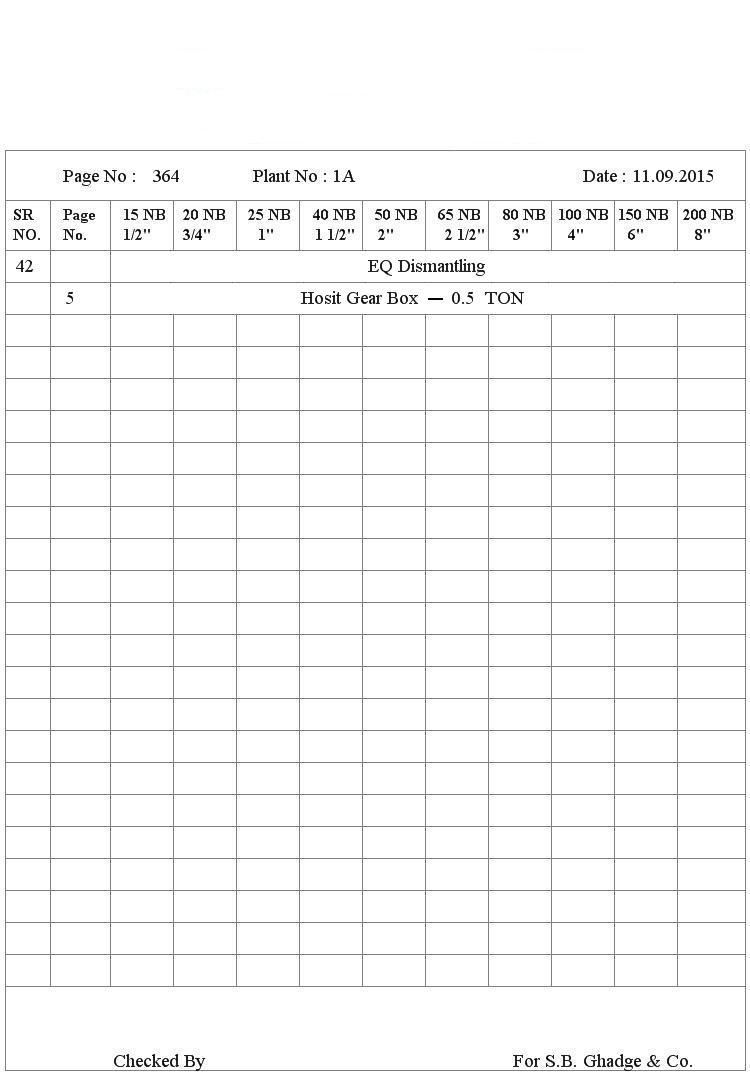 Page No : 364 Plant No : 1A Date : 11.09.2015
SR NO. Page No. 15 NB 1/2" 20 NB 3/4" 25 NB 1" 40 NB 1 1/2" 50 NB 2" 65 NB 2 1/2" 80 NB 3" 100 NB 4" 150 NB 6" 200 NB 8"
42 EQ Dismantling
5 Hosit Gear Box — 0.5 TON
Checked By For S.B. Ghadge & Co.